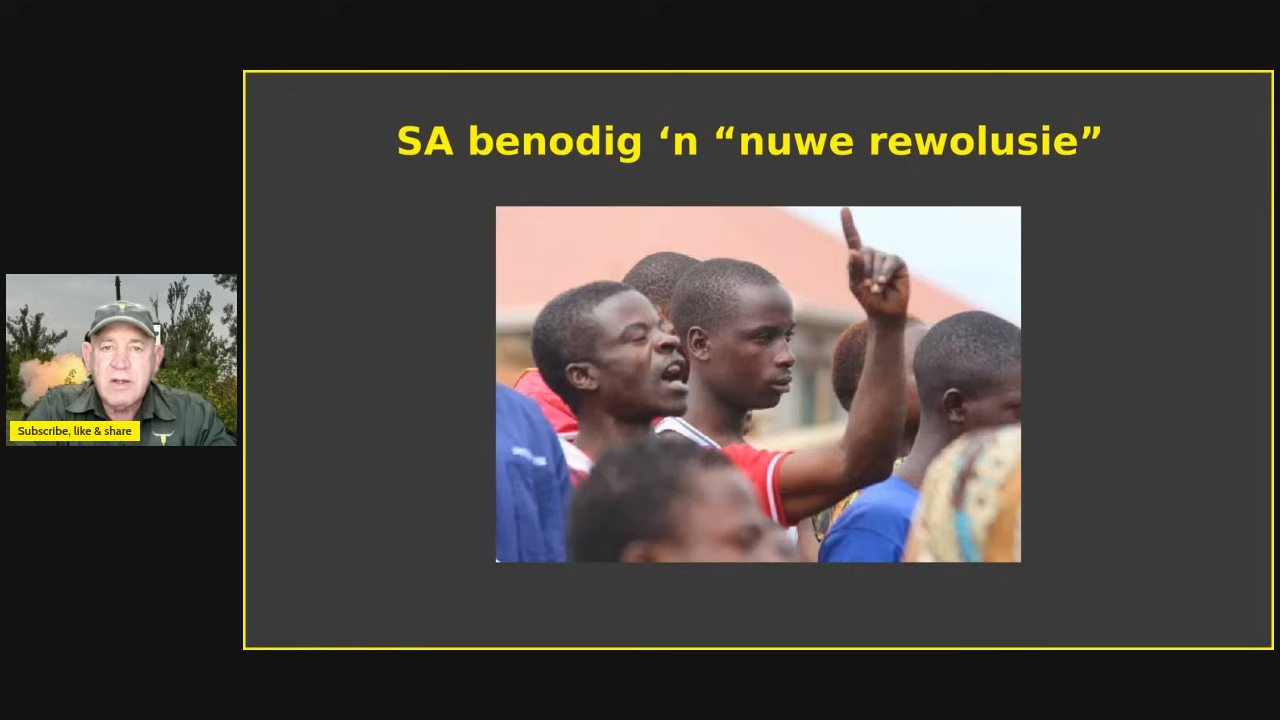 SA benodig ‘n “nuwe rewolusie”
Subscribe, like & share